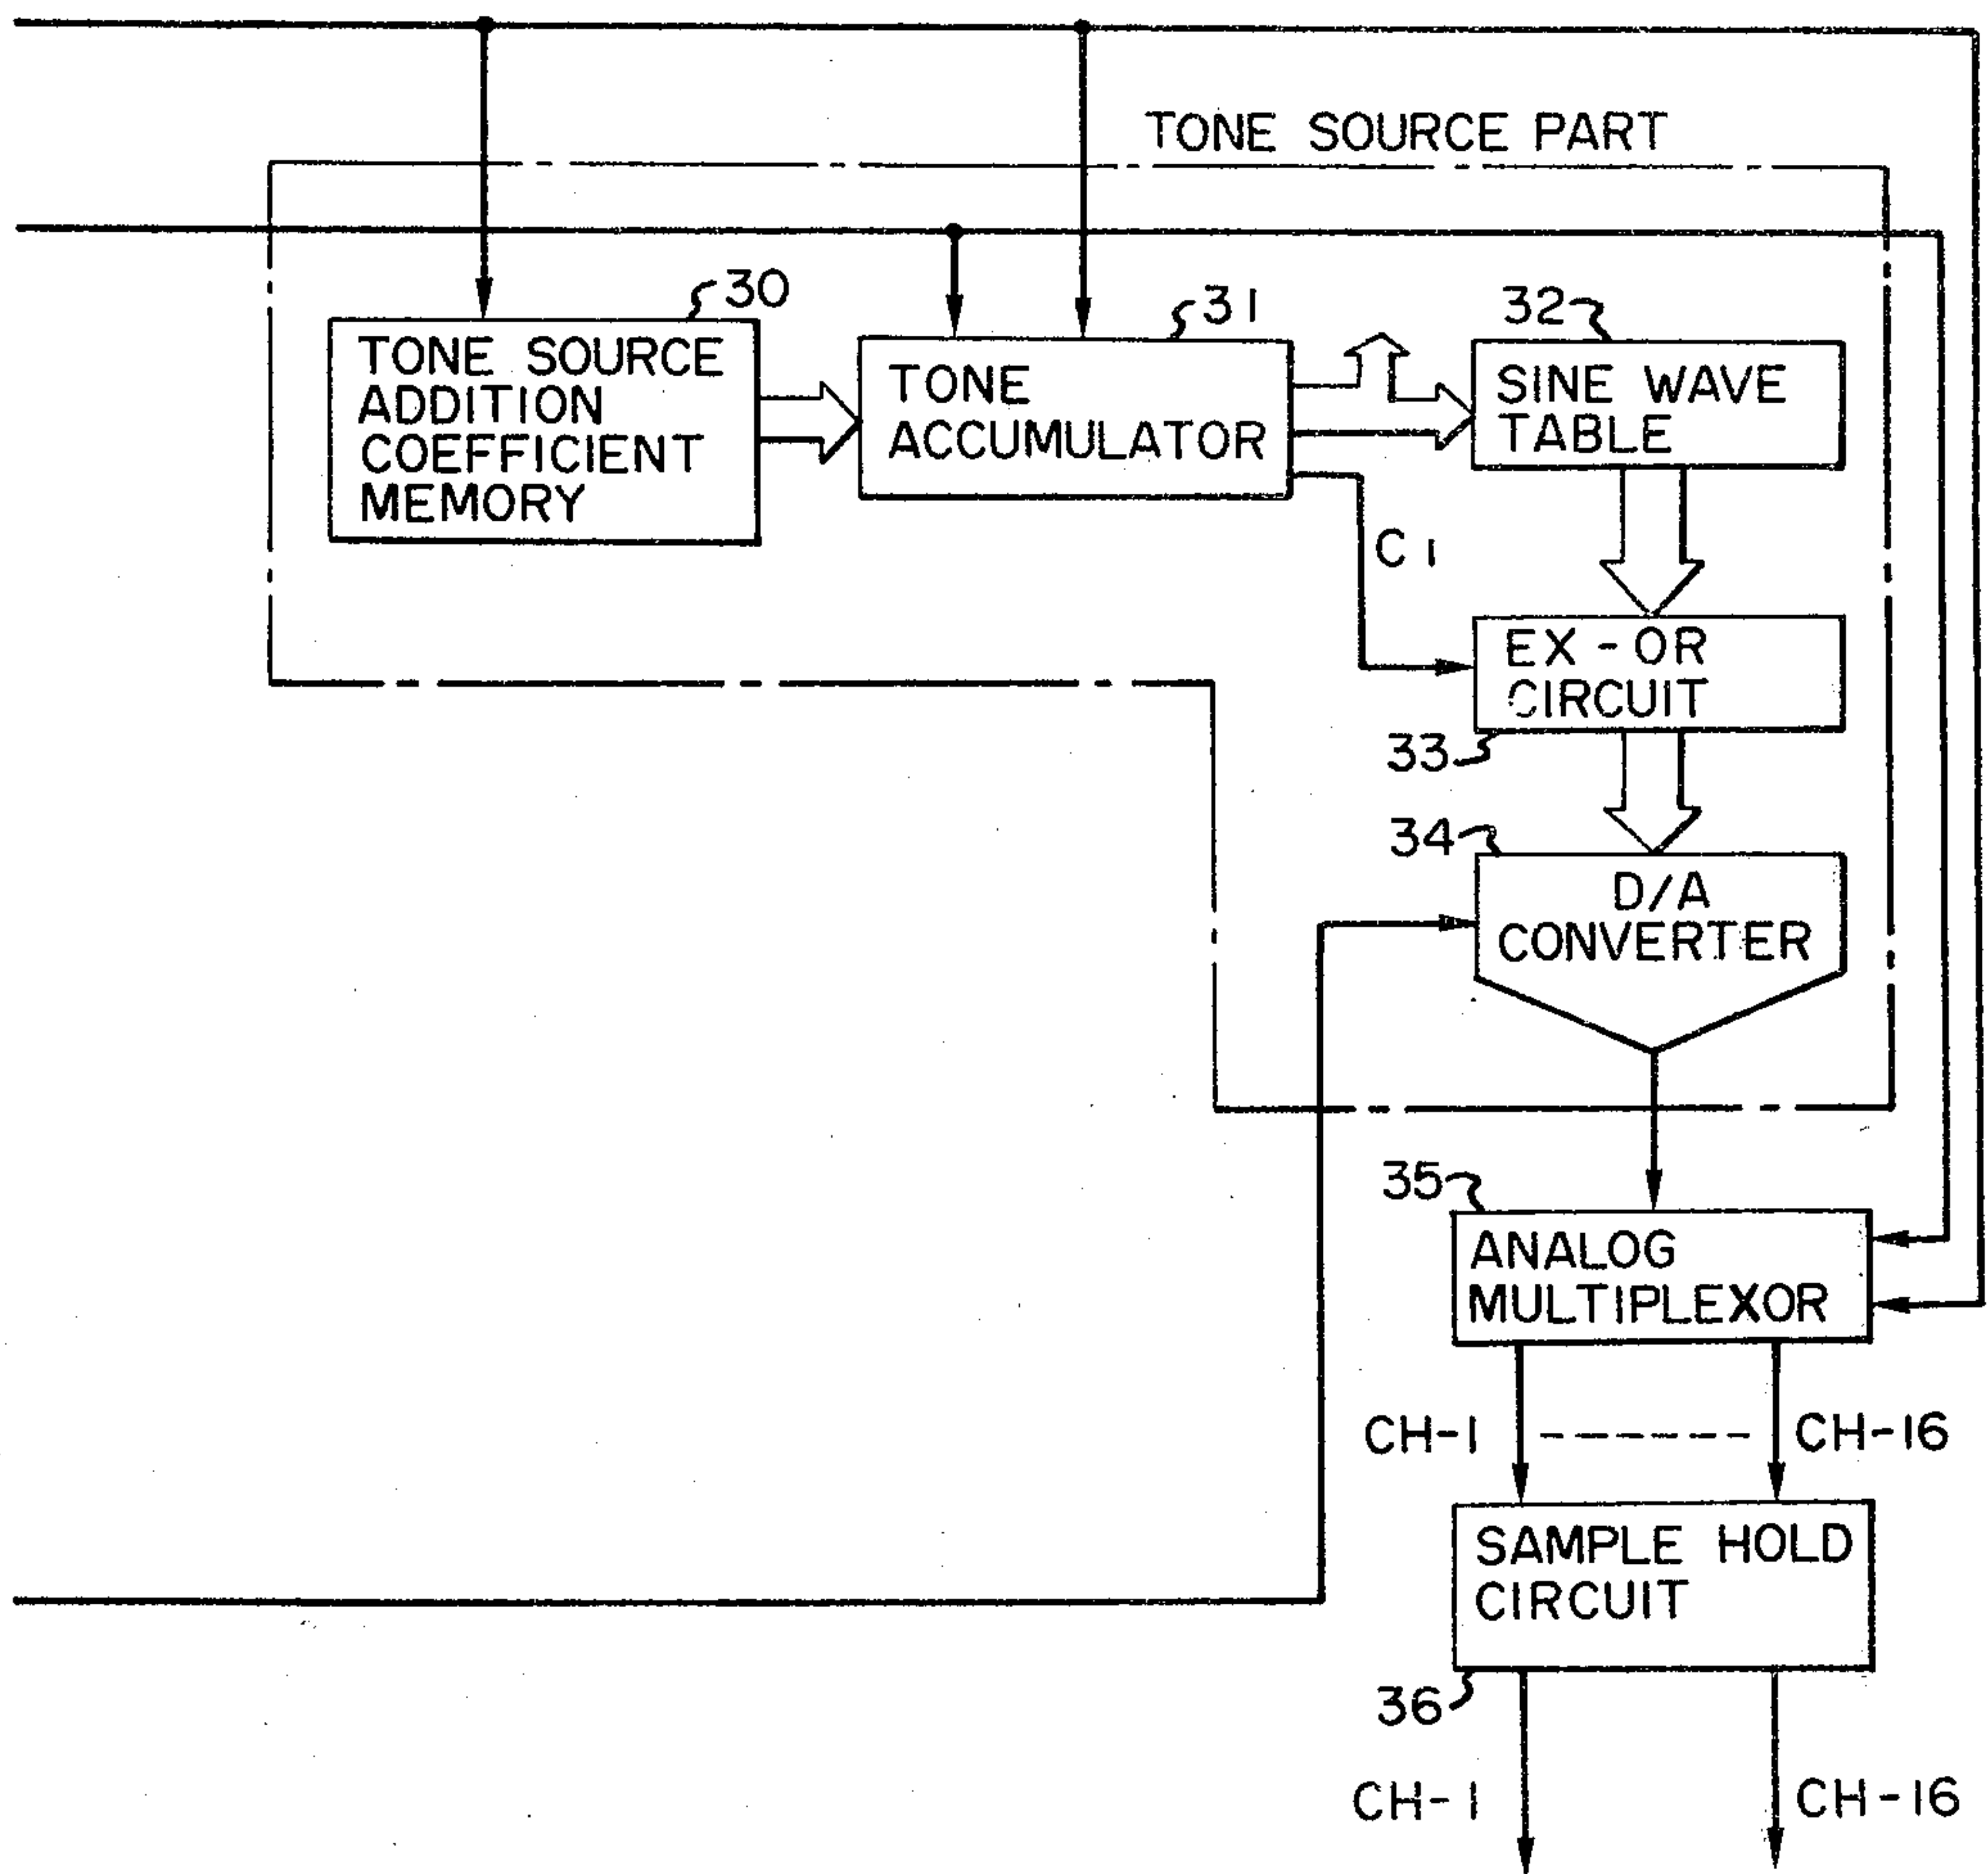 TONE SOURCE PART
30
TONE SOURCE
ADDITION
COEFFICIENT
MEMORY
31
TONE
ACCUMULATOR
32
SINE WAVE
TABLE
C1
EX-OR
CIRCUIT
33
34
D/A
CONVERTER
35
ANALOG
MULTIPLEXOR
CH-1
CH-16
SAMPLE HOLD
CIRCUIT
36
CH-1
CH-16